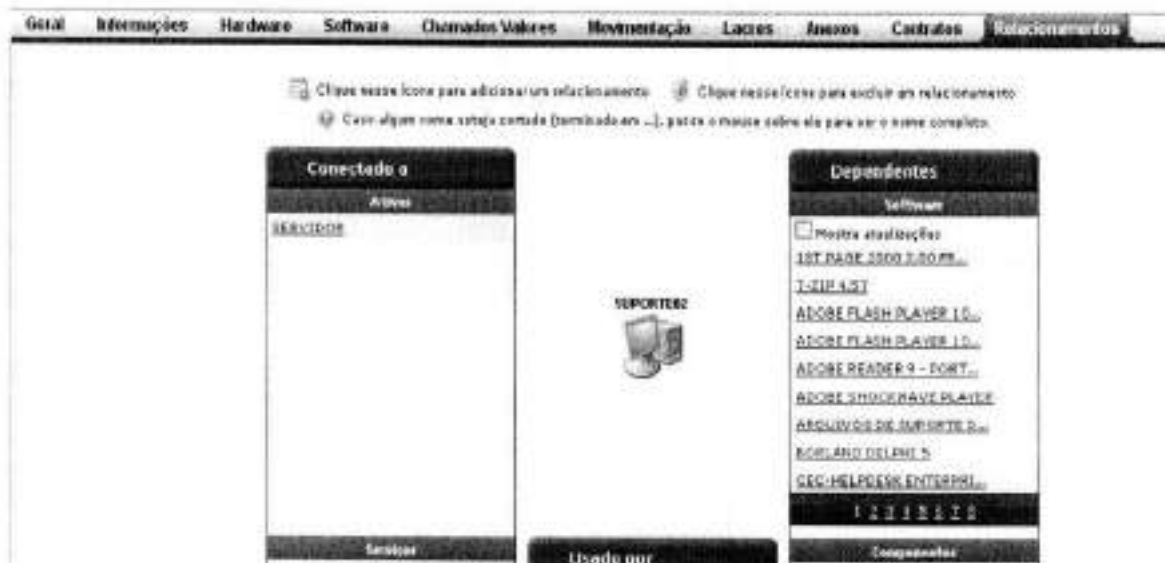 Geral Informações Hardware Software Chamados Valores Movimentação Lacres Anexos Contratos Relacionamentos
Clique nesse ícone para adicionar um relacionamento Clique nesse ícone para excluir um relacionamento
Caso algum nome esteja cortado (terminado em ...), passe o mouse sobre ele para ver o nome completo.
Conectado a
Ativos
SERVIDOR
SUPORTE02
Dependentes
Software
Mostra atualizações
1ST PAGE 2000 2.00 FR...
7-ZIP 4.57
ADOBE FLASH PLAYER 10...
ADOBE FLASH PLAYER 10...
ADOBE READER 9 - PORT...
ADOBE SHOCKWAVE PLAYER
ARQUIVOS DE SUPORTE D...
BORLAND DELPHI 5
CEC-HELPDESK ENTERPRI...
1 2 3 4 5 6 7 8
Serviços
Usado por
Componentes